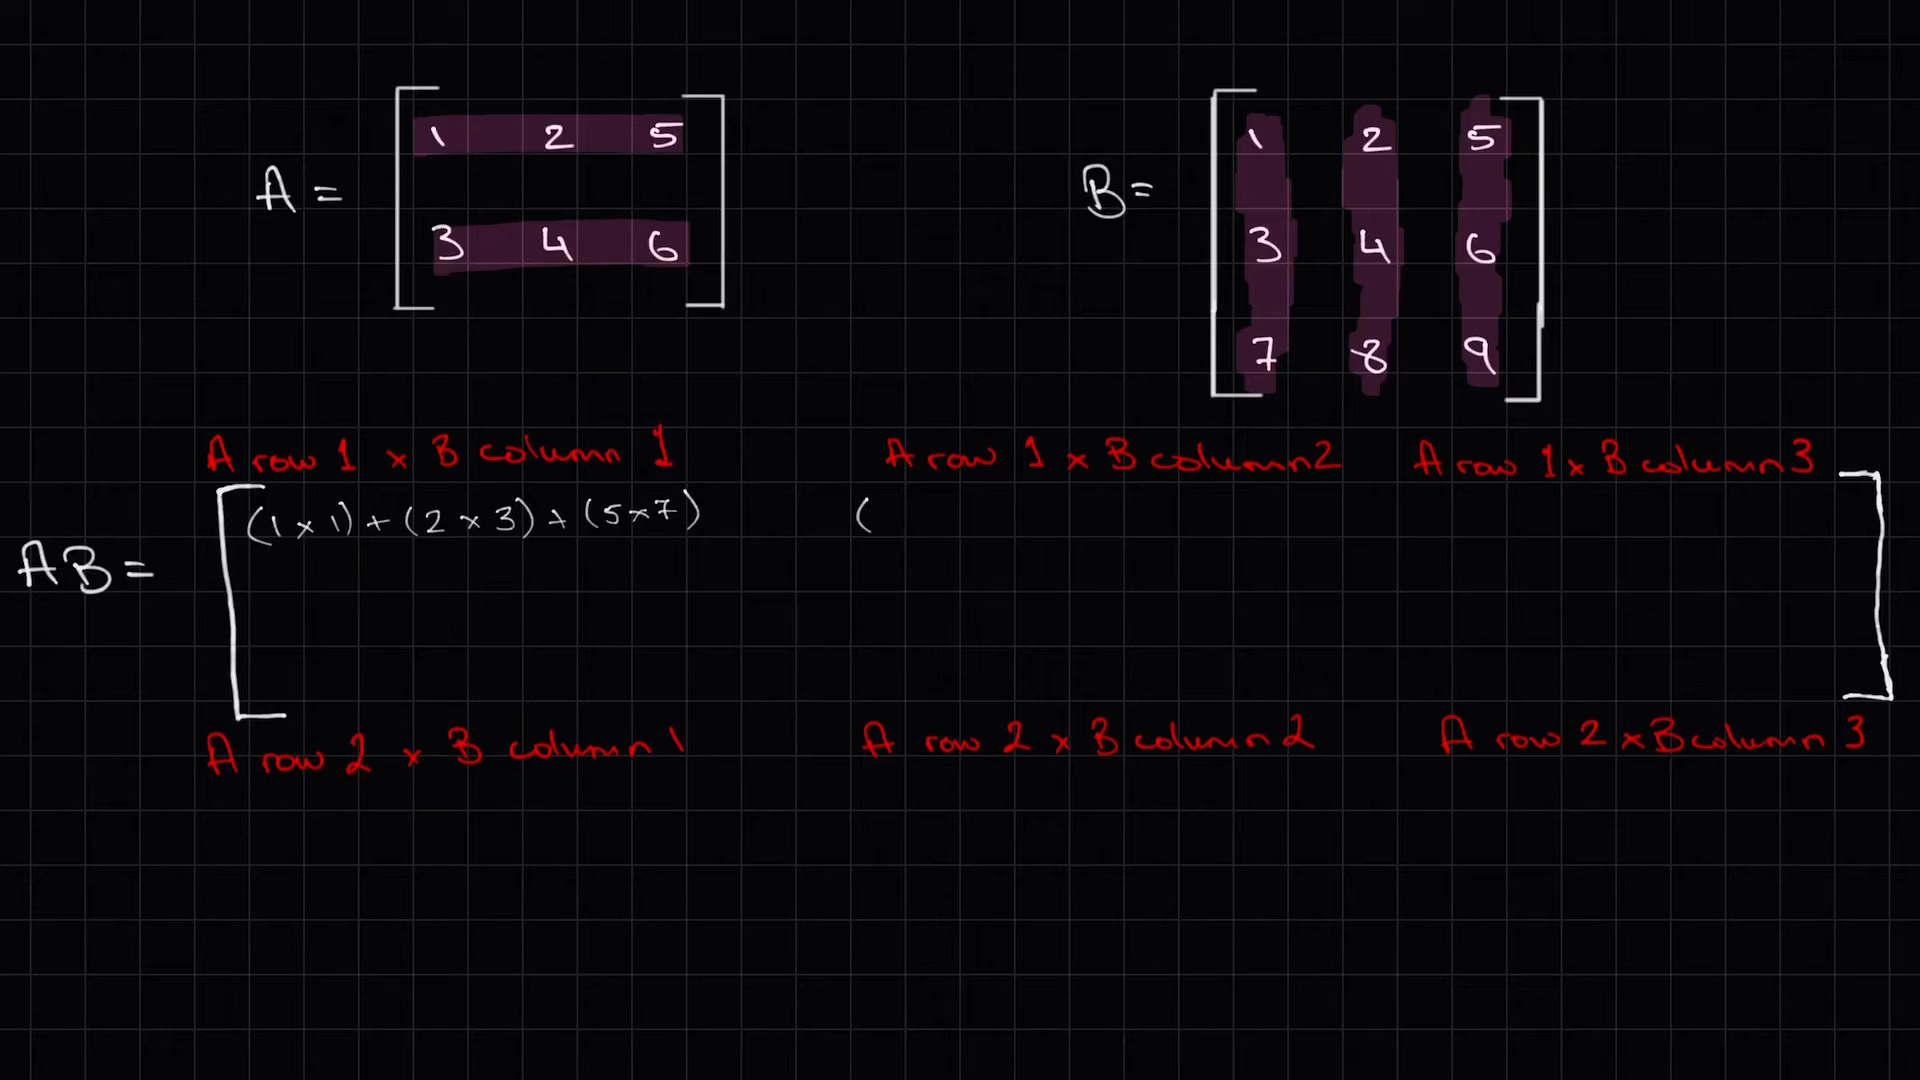 A = [ 1 2 5
3 4 6 ]
B = [ 1 2 5
3 4 6
7 8 9 ]
A row 1 x B column 1 A row 1 x B column 2 A row 1 x B column 3
AB = [ (1 x 1) + (2 x 3) + (5 x 7) (
]
A row 2 x B column 1 A row 2 x B column 2 A row 2 x B column 3